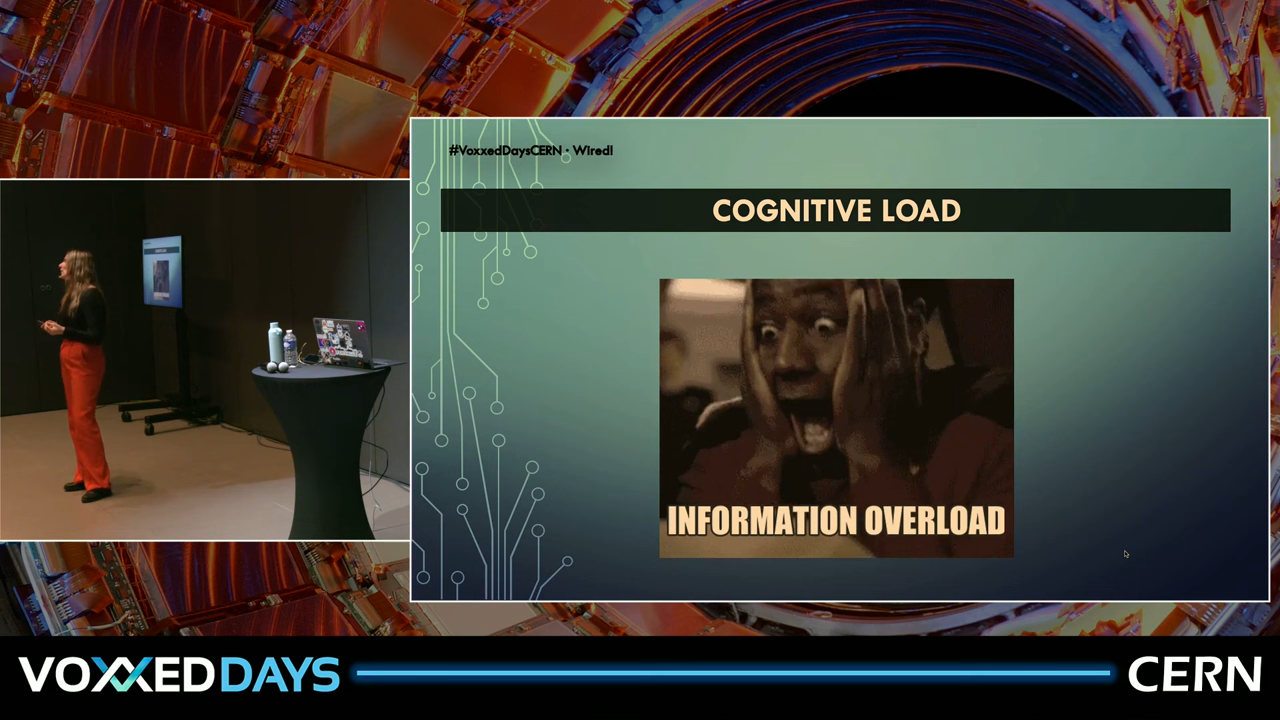 #VoxxedDaysCERN · Wired!
COGNITIVE LOAD
INFORMATION OVERLOAD
VOXXEDDAYS
CERN